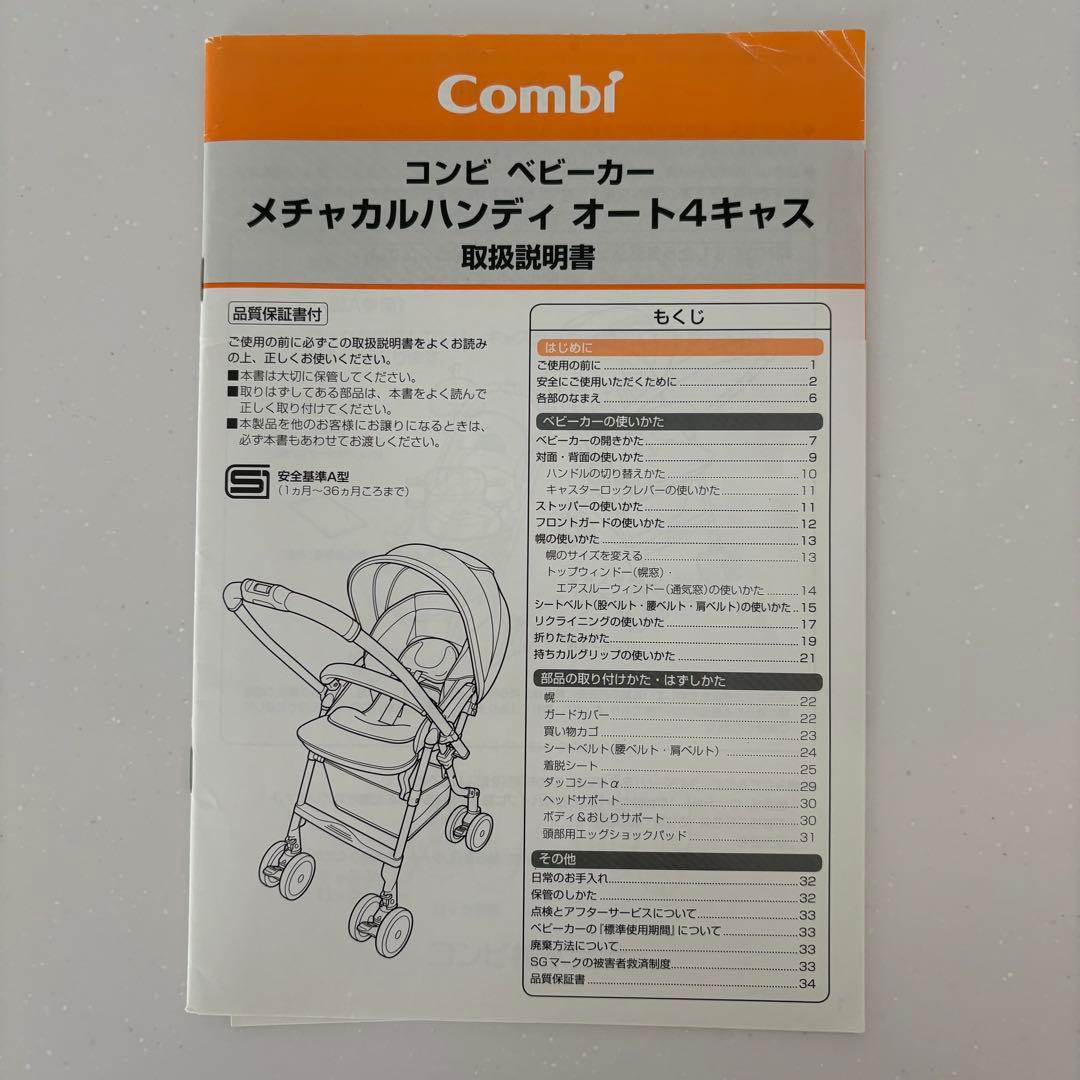 Combi
コンビ ベビーカー
メチャカルハンディ オート4キャス
取扱説明書
品質保証書付
ご使用の前に必ずこの取扱説明書をよくお読み
の上、正しくお使いください。
■本書は大切に保管してください。
■取りはずしてある部品は、本書をよく読んで
正しく取り付けてください。
■本製品を他のお客様にお譲りになるときは、
必ず本書もあわせてお渡しください。
安全基準A型
(1ヵ月〜36ヵ月ころまで)
もくじ
はじめに
ご使用の前に 1
安全にご使用いただくために 2
各部のなまえ 6
ベビーカーの使いかた
ベビーカーの開きかた 7
対面・背面の使いかた 9
ハンドルの切り替えかた 10
キャスターロックレバーの使いかた 11
ストッパーの使いかた 11
フロントガードの使いかた 12
幌の使いかた 13
幌のサイズを変える 13
トップウィンドー(幌窓)・
エアスルーウィンドー(通気窓)の使いかた 14
シートベルト(股ベルト・腰ベルト・肩ベルト)の使いかた 15
リクライニングの使いかた 17
折りたたみかた 19
持ちカルグリップの使いかた 21
部品の取り付けかた・はずしかた
幌 22
ガードカバー 22
買い物カゴ 23
シートベルト(腰ベルト・肩ベルト) 24
着脱シート 25
ダッコシートα 29
ヘッドサポート 30
ボディ&おしりサポート 30
頭部用エッグショックパッド 31
その他
日常のお手入れ 32
保管のしかた 32
点検とアフターサービスについて 33
ベビーカーの『標準使用期間』について 33
廃棄方法について 33
SGマークの被害者救済制度 33
品質保証書 34